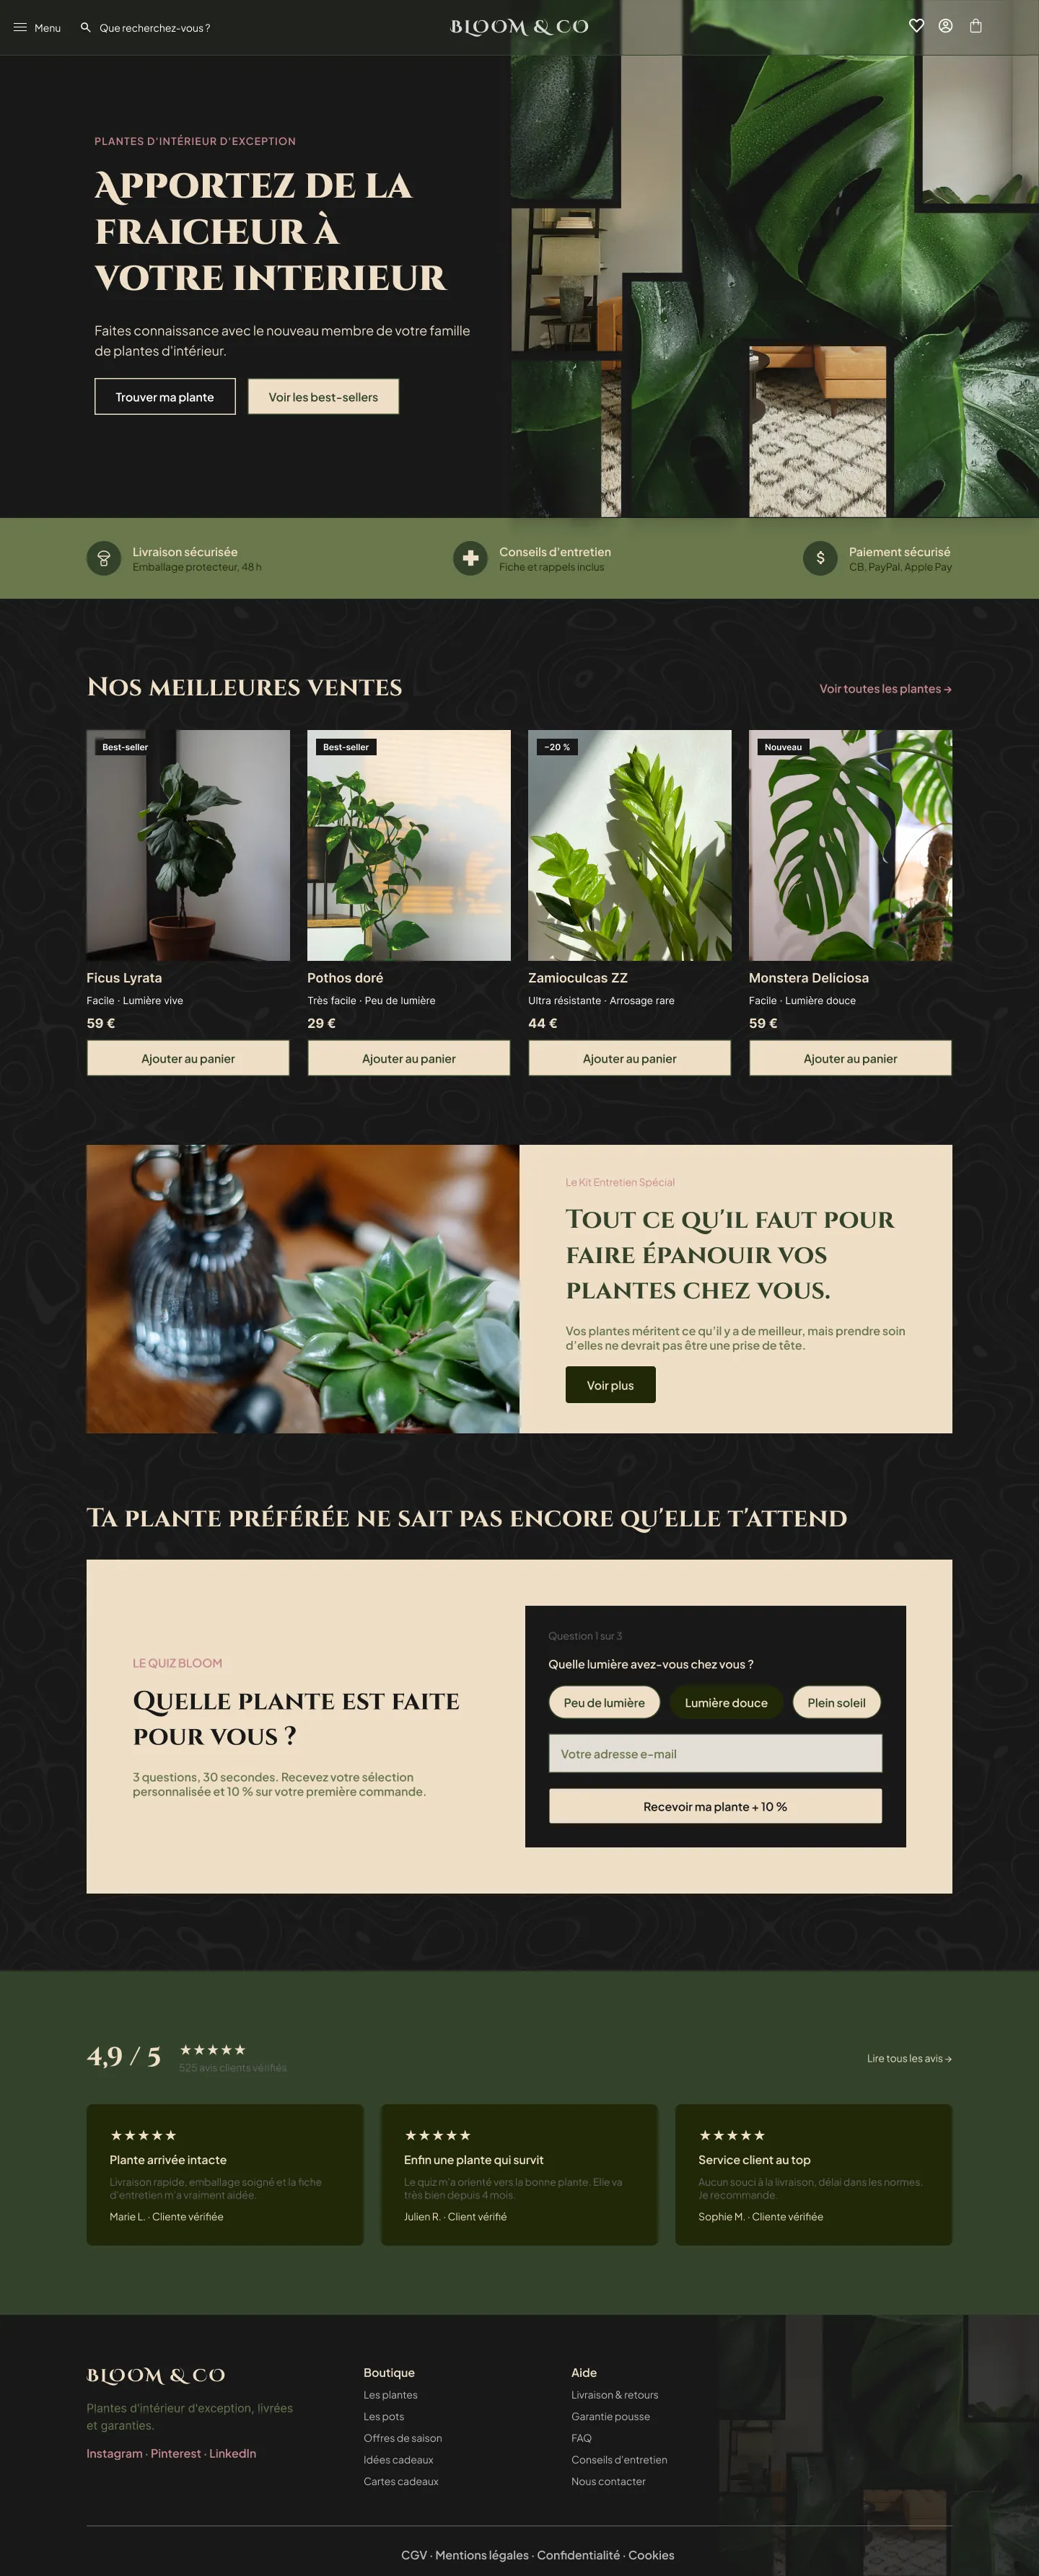 Menu
Que recherchez-vous ?
BLOOM & CO
PLANTES D'INTÉRIEUR D'EXCEPTION
APPORTEZ DE LA
FRAICHEUR À
VOTRE INTERIEUR
Faites connaissance avec le nouveau membre de votre famille
de plantes d'intérieur.
Trouver ma plante
Voir les best-sellers
Livraison sécurisée
Emballage protecteur, 48 h
Conseils d'entretien
Fiche et rappels inclus
Paiement sécurisé
CB, PayPal, Apple Pay
NOS MEILLEURES VENTES
Voir toutes les plantes →
Best-seller
Ficus Lyrata
Facile · Lumière vive
59 €
Ajouter au panier
Best-seller
Pothos doré
Très facile · Peu de lumière
29 €
Ajouter au panier
−20 %
Zamioculcas ZZ
Ultra résistante · Arrosage rare
44 €
Ajouter au panier
Nouveau
Monstera Deliciosa
Facile · Lumière douce
59 €
Ajouter au panier
Le Kit Entretien Spécial
TOUT CE QU'IL FAUT POUR
FAIRE ÉPANOUIR VOS
PLANTES CHEZ VOUS.
Vos plantes méritent ce qu'il y a de meilleur, mais prendre soin
d'elles ne devrait pas être une prise de tête.
Voir plus
TA PLANTE PRÉFÉRÉE NE SAIT PAS ENCORE QU'ELLE T'ATTEND
LE QUIZ BLOOM
QUELLE PLANTE EST FAITE
POUR VOUS ?
3 questions, 30 secondes. Recevez votre sélection
personnalisée et 10 % sur votre première commande.
Question 1 sur 3
Quelle lumière avez-vous chez vous ?
Peu de lumière
Lumière douce
Plein soleil
Votre adresse e-mail
Recevoir ma plante + 10 %
4,9 / 5
★★★★★
525 avis clients vérifiés
Lire tous les avis →
★★★★★
Plante arrivée intacte
Livraison rapide, emballage soigné et la fiche
d'entretien m'a vraiment aidée.
Marie L. · Cliente vérifiée
★★★★★
Enfin une plante qui survit
Le quiz m'a orienté vers la bonne plante. Elle va
très bien depuis 4 mois.
Julien R. · Client vérifié
★★★★★
Service client au top
Aucun souci à la livraison, délai dans les normes.
Je recommande.
Sophie M. · Cliente vérifiée
BLOOM & CO
Plantes d'intérieur d'exception, livrées
et garanties.
Instagram · Pinterest · LinkedIn
Boutique
Les plantes
Les pots
Offres de saison
Idées cadeaux
Cartes cadeaux
Aide
Livraison & retours
Garantie pousse
FAQ
Conseils d'entretien
Nous contacter
CGV · Mentions légales · Confidentialité · Cookies